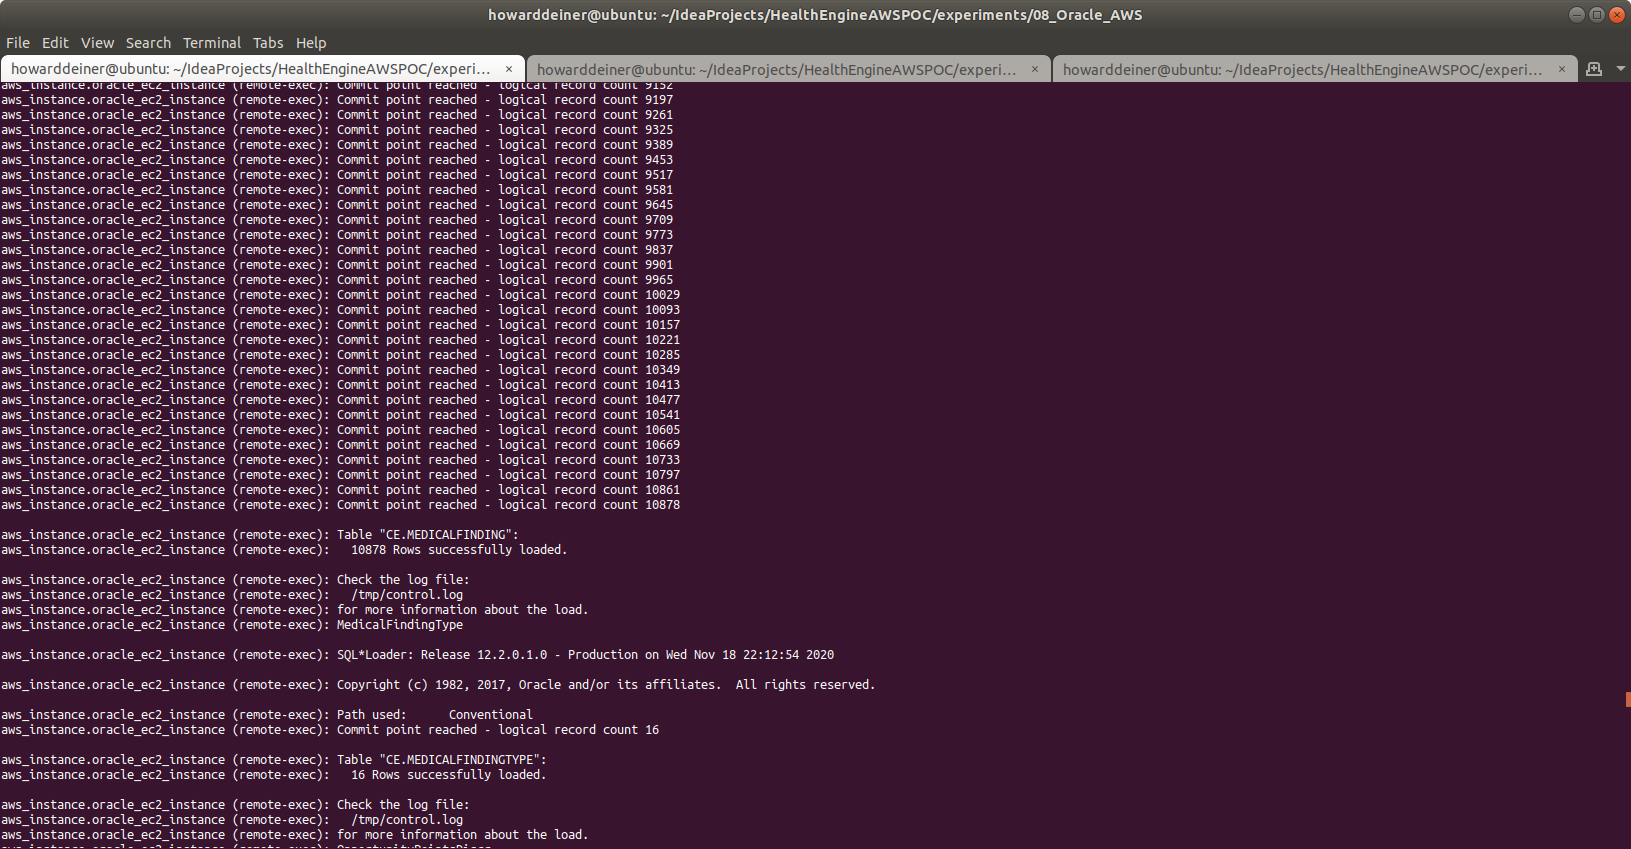 howarddeiner@ubuntu: ~/IdeaProjects/HealthEngineAWSPOC/experiments/08_Oracle_AWS
File Edit View Search Terminal Tabs Help
howarddeiner@ubuntu: ~/IdeaProjects/HealthEngineAWSPOC/experi... × howarddeiner@ubuntu: ~/IdeaProjects/HealthEngineAWSPOC/experi... × howarddeiner@ubuntu: ~/IdeaProjects/HealthEngineAWSPOC/experi... ×
aws_instance.oracle_ec2_instance (remote-exec): Commit point reached - logical record count 9132
aws_instance.oracle_ec2_instance (remote-exec): Commit point reached - logical record count 9197
aws_instance.oracle_ec2_instance (remote-exec): Commit point reached - logical record count 9261
aws_instance.oracle_ec2_instance (remote-exec): Commit point reached - logical record count 9325
aws_instance.oracle_ec2_instance (remote-exec): Commit point reached - logical record count 9389
aws_instance.oracle_ec2_instance (remote-exec): Commit point reached - logical record count 9453
aws_instance.oracle_ec2_instance (remote-exec): Commit point reached - logical record count 9517
aws_instance.oracle_ec2_instance (remote-exec): Commit point reached - logical record count 9581
aws_instance.oracle_ec2_instance (remote-exec): Commit point reached - logical record count 9645
aws_instance.oracle_ec2_instance (remote-exec): Commit point reached - logical record count 9709
aws_instance.oracle_ec2_instance (remote-exec): Commit point reached - logical record count 9773
aws_instance.oracle_ec2_instance (remote-exec): Commit point reached - logical record count 9837
aws_instance.oracle_ec2_instance (remote-exec): Commit point reached - logical record count 9901
aws_instance.oracle_ec2_instance (remote-exec): Commit point reached - logical record count 9965
aws_instance.oracle_ec2_instance (remote-exec): Commit point reached - logical record count 10029
aws_instance.oracle_ec2_instance (remote-exec): Commit point reached - logical record count 10093
aws_instance.oracle_ec2_instance (remote-exec): Commit point reached - logical record count 10157
aws_instance.oracle_ec2_instance (remote-exec): Commit point reached - logical record count 10221
aws_instance.oracle_ec2_instance (remote-exec): Commit point reached - logical record count 10285
aws_instance.oracle_ec2_instance (remote-exec): Commit point reached - logical record count 10349
aws_instance.oracle_ec2_instance (remote-exec): Commit point reached - logical record count 10413
aws_instance.oracle_ec2_instance (remote-exec): Commit point reached - logical record count 10477
aws_instance.oracle_ec2_instance (remote-exec): Commit point reached - logical record count 10541
aws_instance.oracle_ec2_instance (remote-exec): Commit point reached - logical record count 10605
aws_instance.oracle_ec2_instance (remote-exec): Commit point reached - logical record count 10669
aws_instance.oracle_ec2_instance (remote-exec): Commit point reached - logical record count 10733
aws_instance.oracle_ec2_instance (remote-exec): Commit point reached - logical record count 10797
aws_instance.oracle_ec2_instance (remote-exec): Commit point reached - logical record count 10861
aws_instance.oracle_ec2_instance (remote-exec): Commit point reached - logical record count 10878
aws_instance.oracle_ec2_instance (remote-exec): Table "CE.MEDICALFINDING":
aws_instance.oracle_ec2_instance (remote-exec):   10878 Rows successfully loaded.
aws_instance.oracle_ec2_instance (remote-exec): Check the log file:
aws_instance.oracle_ec2_instance (remote-exec):   /tmp/control.log
aws_instance.oracle_ec2_instance (remote-exec): for more information about the load.
aws_instance.oracle_ec2_instance (remote-exec): MedicalFindingType
aws_instance.oracle_ec2_instance (remote-exec): SQL*Loader: Release 12.2.0.1.0 - Production on Wed Nov 18 22:12:54 2020
aws_instance.oracle_ec2_instance (remote-exec): Copyright (c) 1982, 2017, Oracle and/or its affiliates.  All rights reserved.
aws_instance.oracle_ec2_instance (remote-exec): Path used:      Conventional
aws_instance.oracle_ec2_instance (remote-exec): Commit point reached - logical record count 16
aws_instance.oracle_ec2_instance (remote-exec): Table "CE.MEDICALFINDINGTYPE":
aws_instance.oracle_ec2_instance (remote-exec):   16 Rows successfully loaded.
aws_instance.oracle_ec2_instance (remote-exec): Check the log file:
aws_instance.oracle_ec2_instance (remote-exec):   /tmp/control.log
aws_instance.oracle_ec2_instance (remote-exec): for more information about the load.